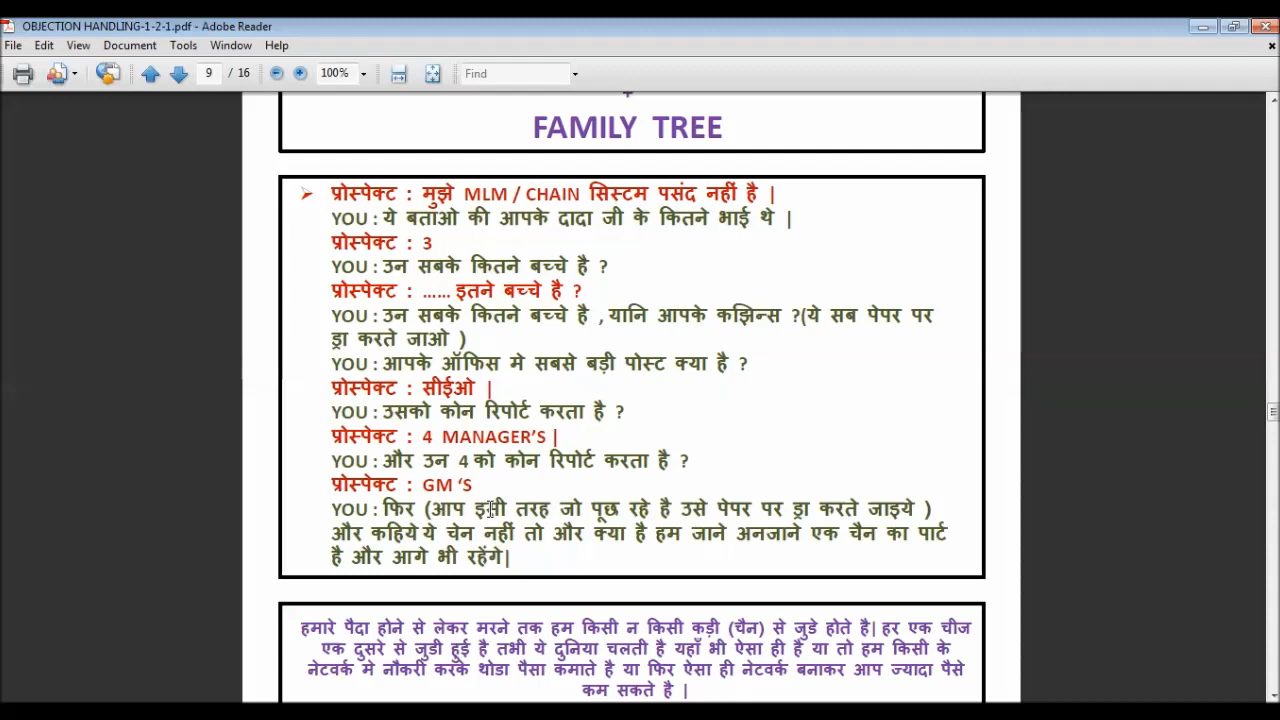 OBJECTION HANDLING-1-2-1.pdf - Adobe Reader
File Edit View Document Tools Window Help
9 / 16 100% Find
FAMILY TREE
प्रोस्पेक्ट : मुझे MLM / CHAIN सिस्टम पसंद नहीं है |
YOU : ये बताओ की आपके दादा जी के कितने भाई थे |
प्रोस्पेक्ट : 3
YOU : उन सबके कितने बच्चे है ?
प्रोस्पेक्ट : ...... इतने बच्चे है ?
YOU : उन सबके कितने बच्चे है , यानि आपके कझिन्स ?(ये सब पेपर पर
ड्रा करते जाओ )
YOU : आपके ऑफिस मे सबसे बड़ी पोस्ट क्या है ?
प्रोस्पेक्ट : सीईओ |
YOU : उसको कोन रिपोर्ट करता है ?
प्रोस्पेक्ट : 4 MANAGER’S |
YOU : और उन 4 को कोन रिपोर्ट करता है ?
प्रोस्पेक्ट : GM ‘S
YOU : फिर (आप इसी तरह जो पूछ रहे है उसे पेपर पर ड्रा करते जाइये )
और कहिये ये चेन नहीं तो और क्या है हम जाने अनजाने एक चैन का पार्ट
है और आगे भी रहेंगे|
हमारे पैदा होने से लेकर मरने तक हम किसी न किसी कड़ी (चैन) से जुडे होते है| हर एक चीज
एक दुसरे से जुडी हुई है तभी ये दुनिया चलती है यहाँ भी ऐसा ही है या तो हम किसी के
नेटवर्क मे नौकरी करके थोडा पैसा कमाते है या फिर ऐसा ही नेटवर्क बनाकर आप ज्यादा पैसे
कम सकते है |